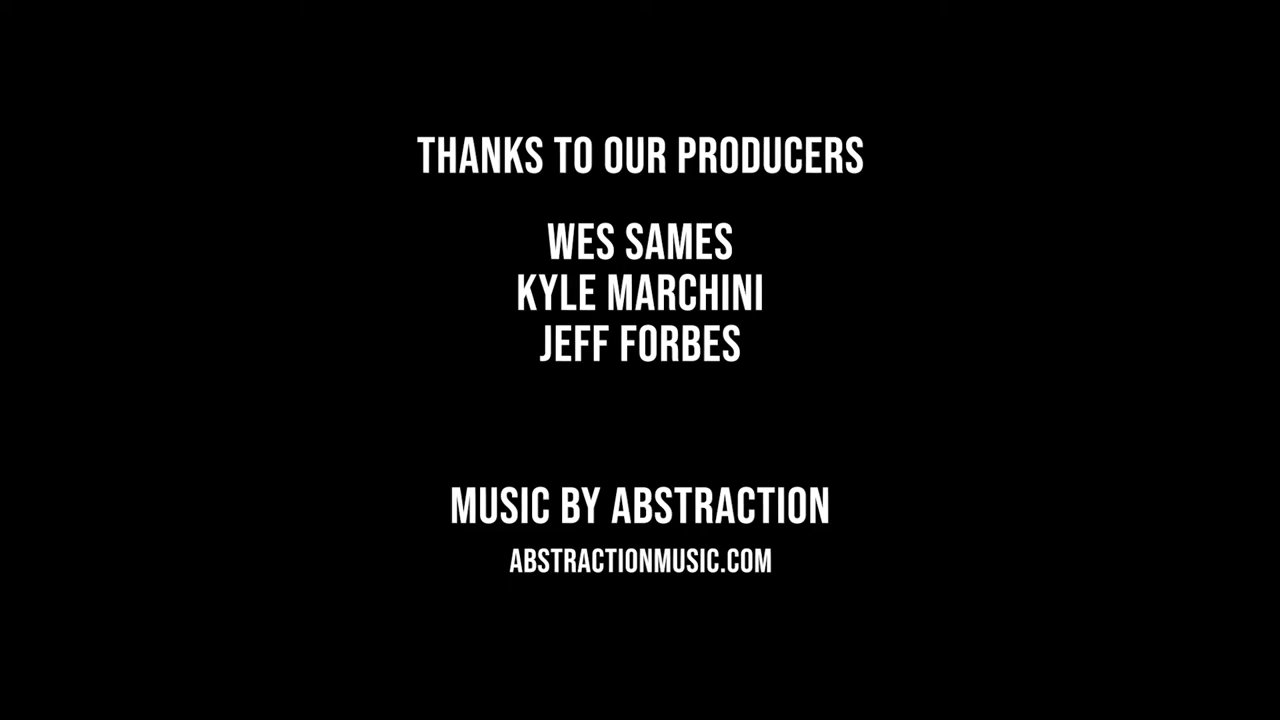 THANKS TO OUR PRODUCERS
WES SAMES
KYLE MARCHINI
JEFF FORBES
MUSIC BY ABSTRACTION
ABSTRACTIONMUSIC.COM